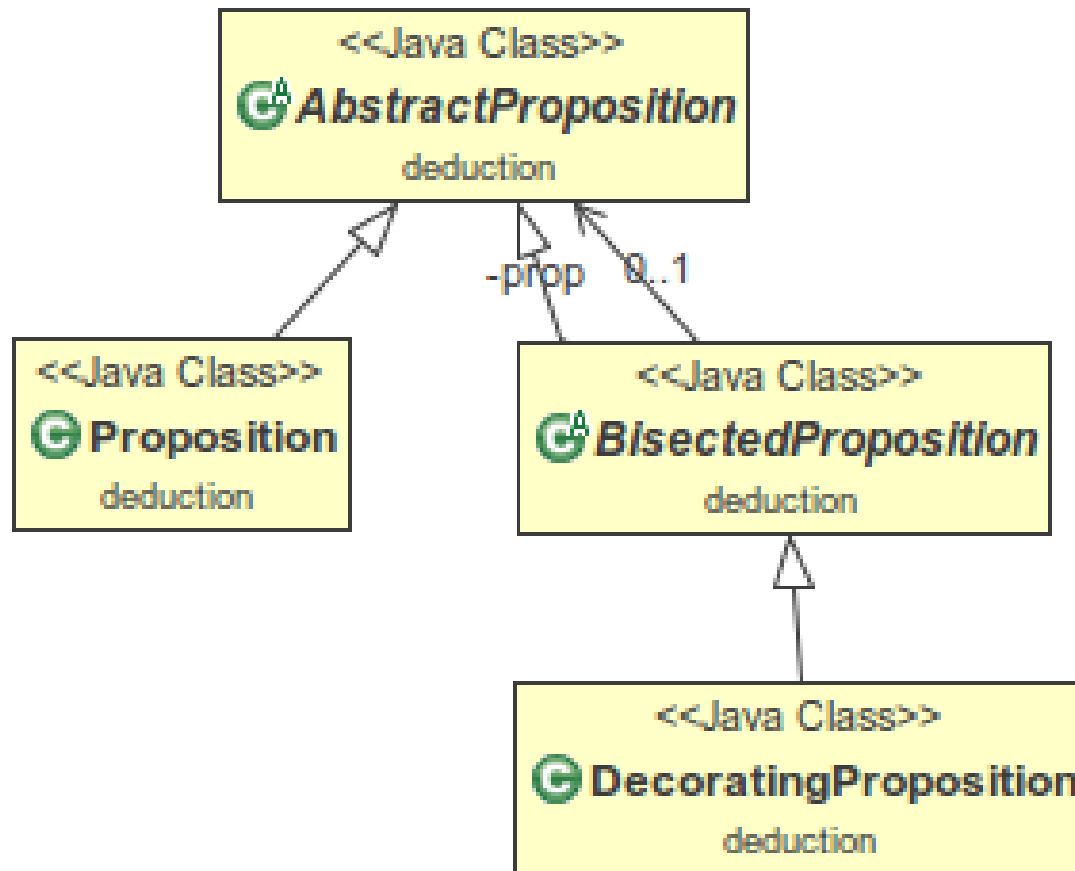 <<Java Class>>
AbstractProposition
deduction
-prop 0..1
<<Java Class>>
Proposition
deduction
<<Java Class>>
BisectedProposition
deduction
<<Java Class>>
DecoratingProposition
deduction